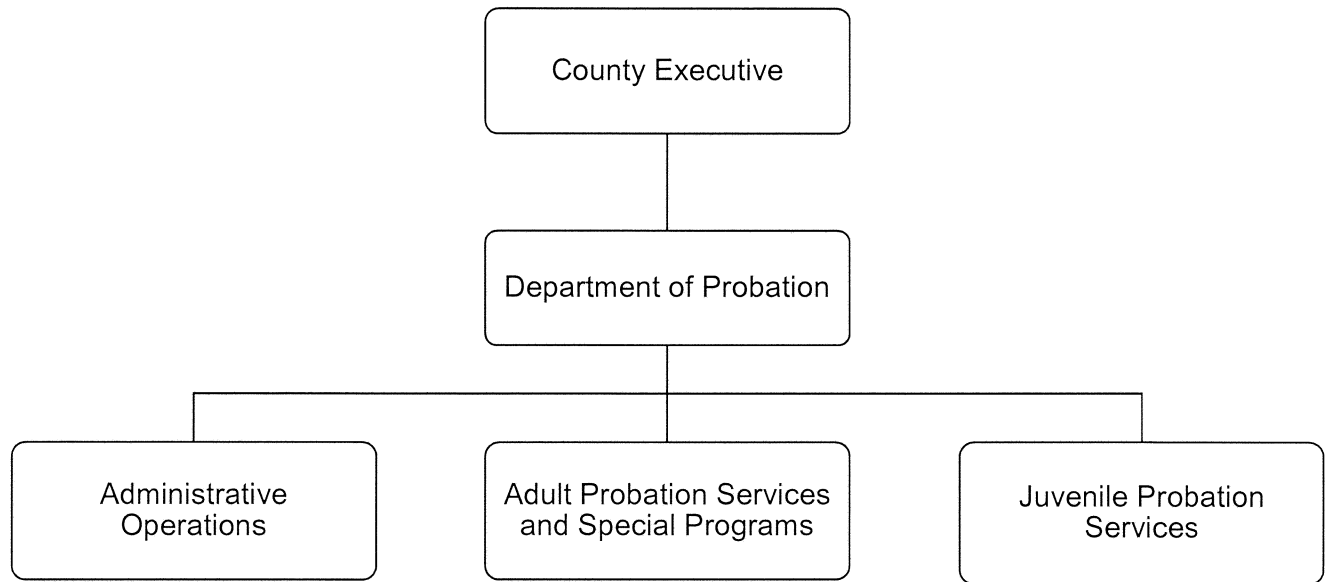 County Executive
Department of Probation
Administrative
Operations
Adult Probation Services
and Special Programs
Juvenile Probation
Services